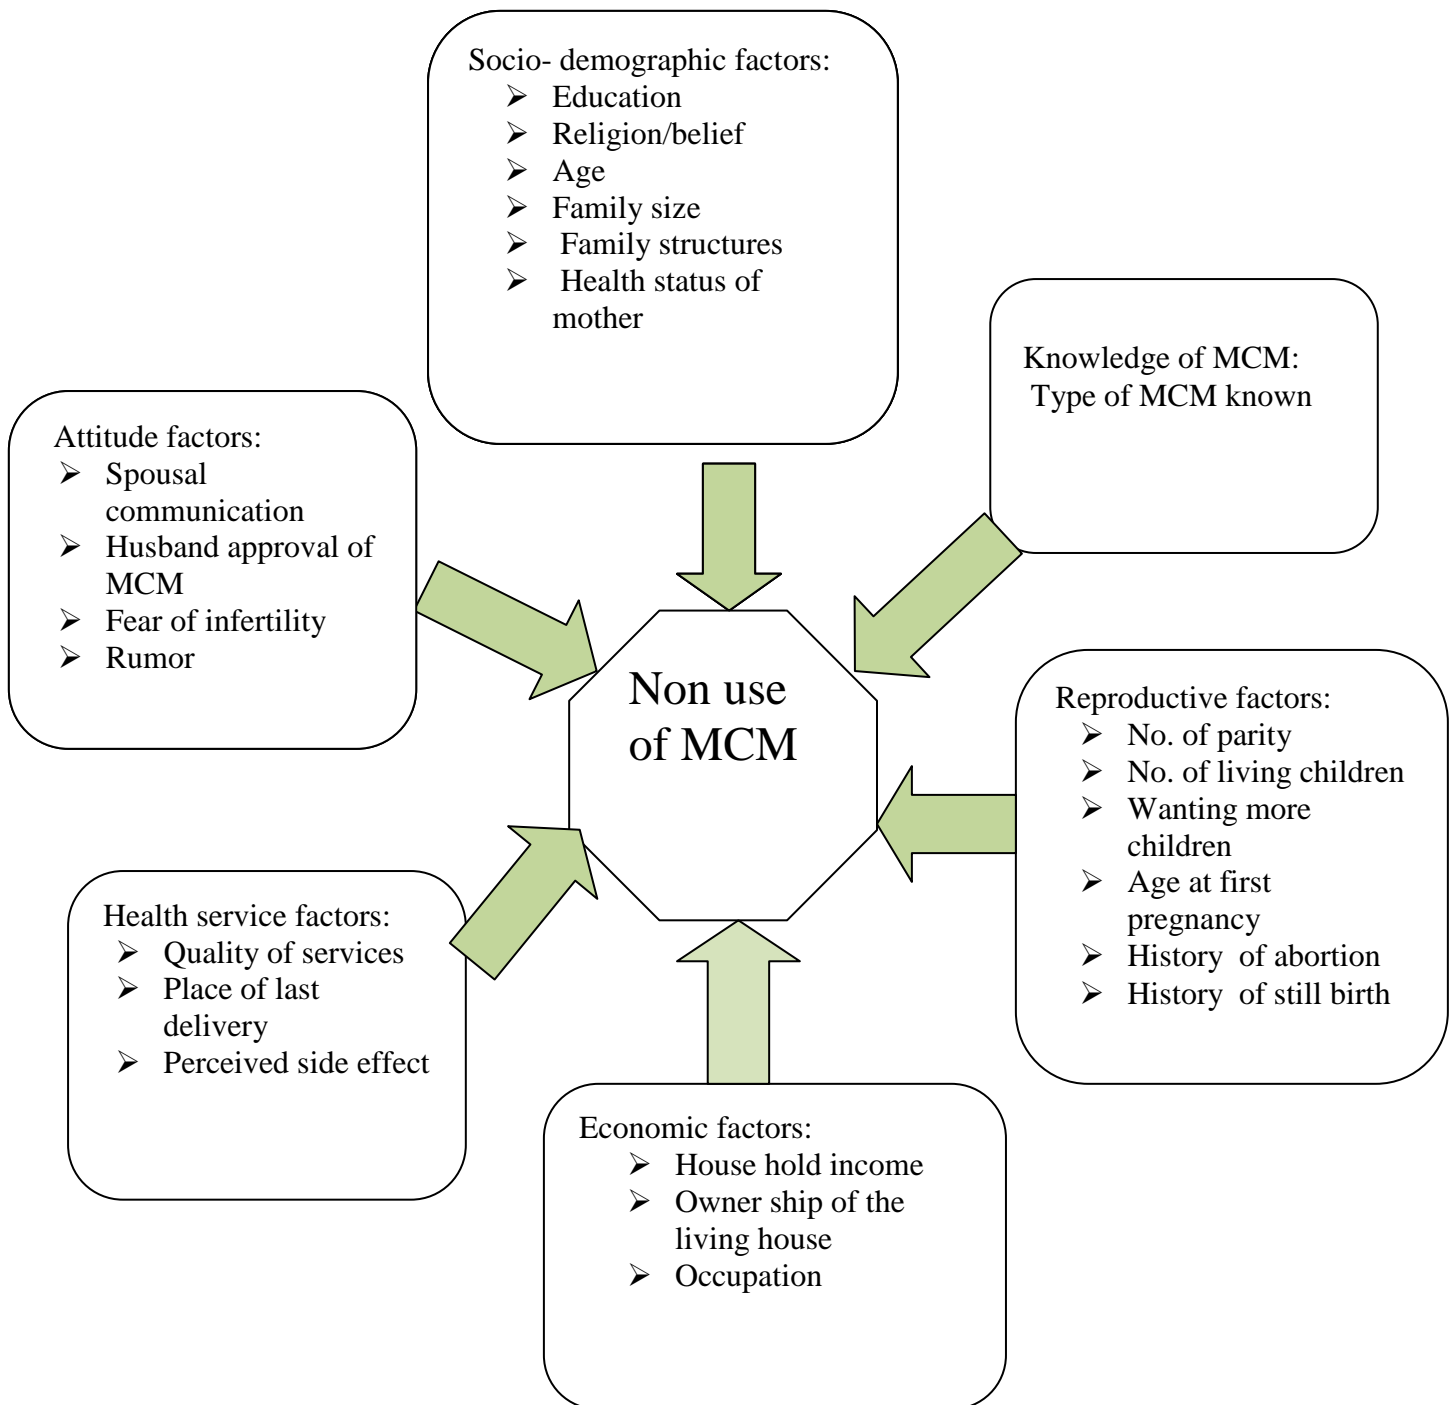 Socio- demographic factors:
➢ Education
➢ Religion/belief
➢ Age
➢ Family size
➢ Family structures
➢ Health status of
mother
Knowledge of MCM:
Type of MCM known
Attitude factors:
➢ Spousal
communication
➢ Husband approval of
MCM
➢ Fear of infertility
➢ Rumor
Non use
of MCM
Reproductive factors:
➢ No. of parity
➢ No. of living children
➢ Wanting more
children
➢ Age at first
pregnancy
➢ History of abortion
➢ History of still birth
Health service factors:
➢ Quality of services
➢ Place of last
delivery
➢ Perceived side effect
Economic factors:
➢ House hold income
➢ Owner ship of the
living house
➢ Occupation